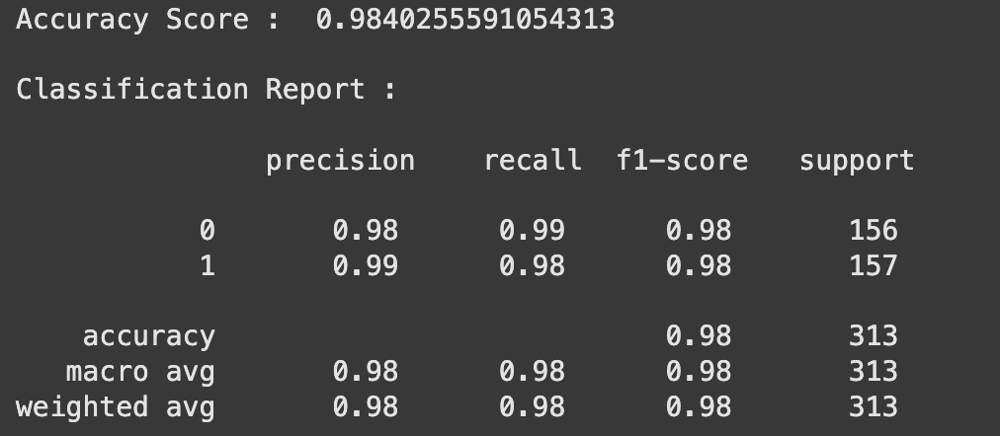 Accuracy Score :  0.9840255591054313
Classification Report :
precision    recall  f1-score   support
0       0.98      0.99      0.98       156
1       0.99      0.98      0.98       157
accuracy                           0.98       313
macro avg       0.98      0.98      0.98       313
weighted avg       0.98      0.98      0.98       313